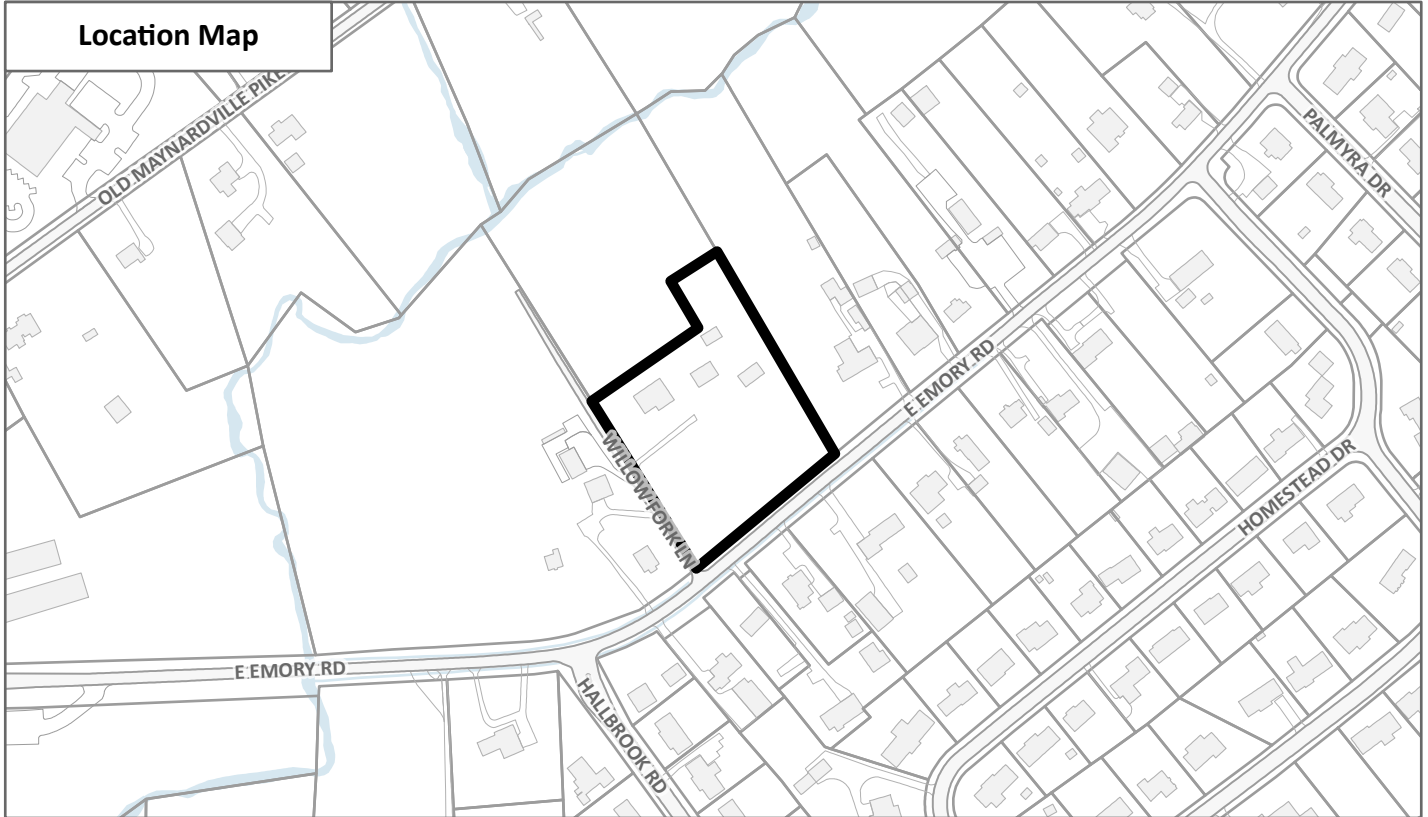 Location Map
OLD MAYNARDVILLE PIKE
PALMYRA DR
E EMORY RD
WILLOW FORK LN
HOMESTEAD DR
E EMORY RD
HALLBROOK RD